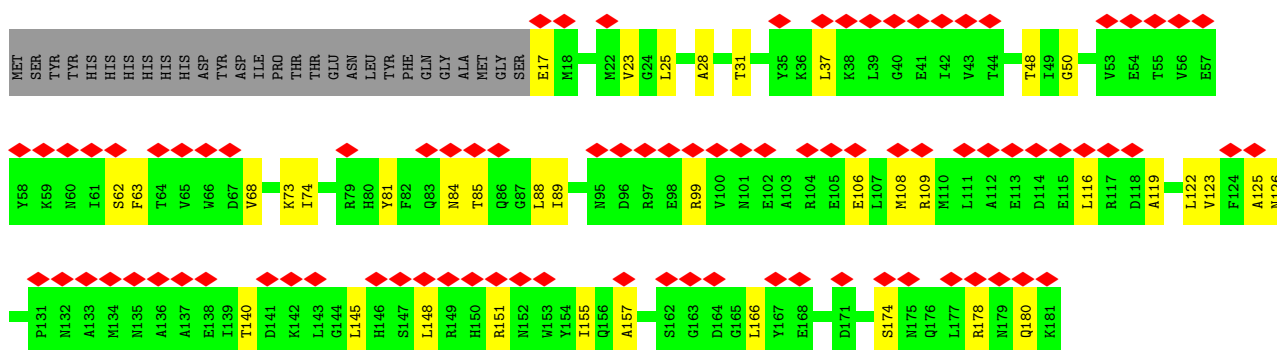 MET SER TYR TYR HIS HIS HIS HIS HIS HIS ASP TYR ASP ILE PRO THR THR GLU ASN LEU TYR PHE GLN GLY ALA MET GLY SER E17 M18 M22 V23 G24 L25 A28 T31 Y35 K36 L37 K38 L39 G40 E41 I42 V43 T44 T48 I49 G50 V53 E54 T55 V56 E57
Y58 K59 N60 I61 S62 F63 T64 V65 W66 D67 V68 K73 I74 R79 H80 Y81 F82 Q83 N84 T85 Q86 G87 L88 I89 N95 D96 R97 E98 R99 V100 N101 E102 A103 R104 E105 E106 L107 M108 R109 M110 L111 A112 E113 D114 E115 L116 R117 D118 A119 L122 V123 F124 A125 N126
P131 N132 A133 M134 N135 A136 A137 E138 I139 T140 D141 K142 L143 G144 L145 H146 S147 L148 R149 H150 R151 N152 W153 Y154 I155 Q156 A157 S162 G163 D164 G165 L166 Y167 E168 D171 S174 N175 Q176 L177 R178 N179 Q180 K181